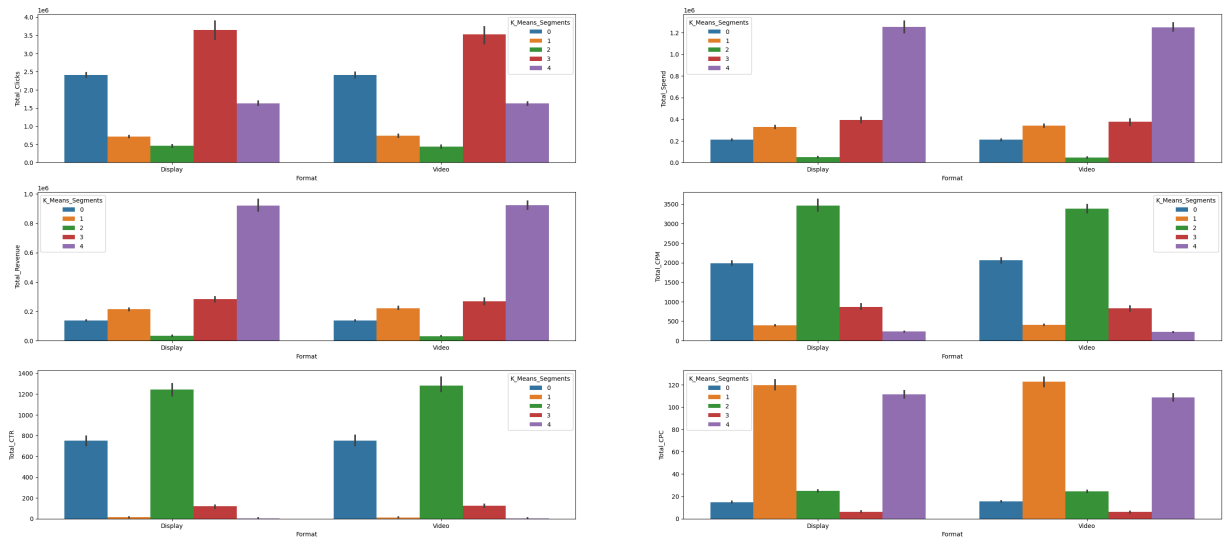 1e6
4.0
3.5
3.0
2.5
2.0
1.5
1.0
0.5
0.0
Total_Clicks
Display
Video
Format
K_Means_Segments
0
1
2
3
4
1e6
1.2
1.0
0.8
0.6
0.4
0.2
0.0
Total_Spend
Display
Video
Format
K_Means_Segments
0
1
2
3
4
1e6
1.0
0.8
0.6
0.4
0.2
0.0
Total_Revenue
Display
Video
Format
K_Means_Segments
0
1
2
3
4
3500
3000
2500
2000
1500
1000
500
0
Total_CPM
Display
Video
Format
K_Means_Segments
0
1
2
3
4
1400
1200
1000
800
600
400
200
0
Total_CTR
Display
Video
Format
K_Means_Segments
0
1
2
3
4
120
100
80
60
40
20
0
Total_CPC
Display
Video
Format
K_Means_Segments
0
1
2
3
4